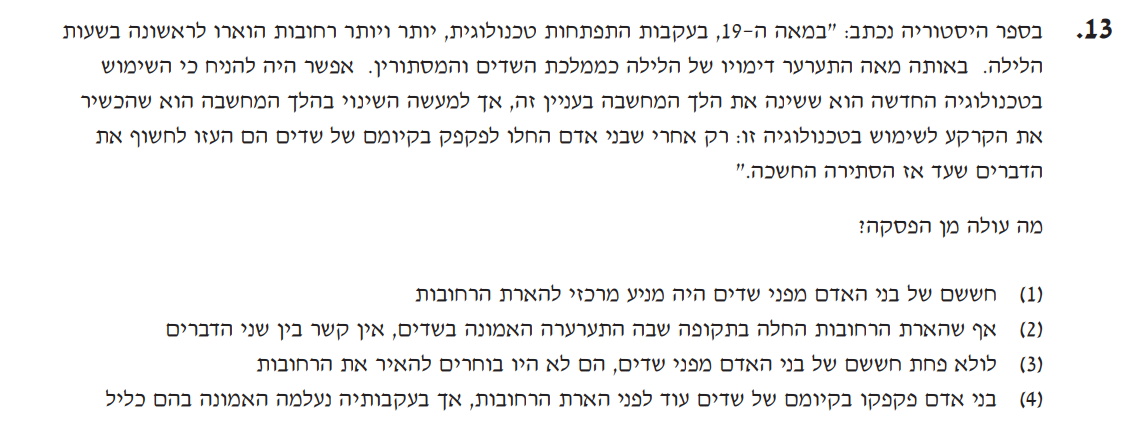 13. בספר היסטוריה נכתב: "במאה ה-19, בעקבות התפתחות טכנולוגית, יותר ויותר רחובות הוארו לראשונה בשעות
הלילה. באותה מאה התערער דימויו של הלילה כממלכת השדים והמסתורין. אפשר היה להניח כי השימוש
בטכנולוגיה החדשה הוא ששינה את הלך המחשבה בעניין זה, אך למעשה השינוי בהלך המחשבה הוא שהכשיר
את הקרקע לשימוש בטכנולוגיה זו: רק אחרי שבני אדם החלו לפקפק בקיומם של שדים הם העזו לחשוף את
הדברים שעד אז הסתירה החשכה."
מה עולה מן הפסקה?
(1) חששם של בני האדם מפני שדים היה מניע מרכזי להארת הרחובות
(2) אף שהארת הרחובות החלה בתקופה שבה התערערה האמונה בשדים, אין קשר בין שני הדברים
(3) לולא פחת חששם של בני האדם מפני שדים, הם לא היו בוחרים להאיר את הרחובות
(4) בני אדם פקפקו בקיומם של שדים עוד לפני הארת הרחובות, אך בעקבותיה נעלמה האמונה בהם כליל